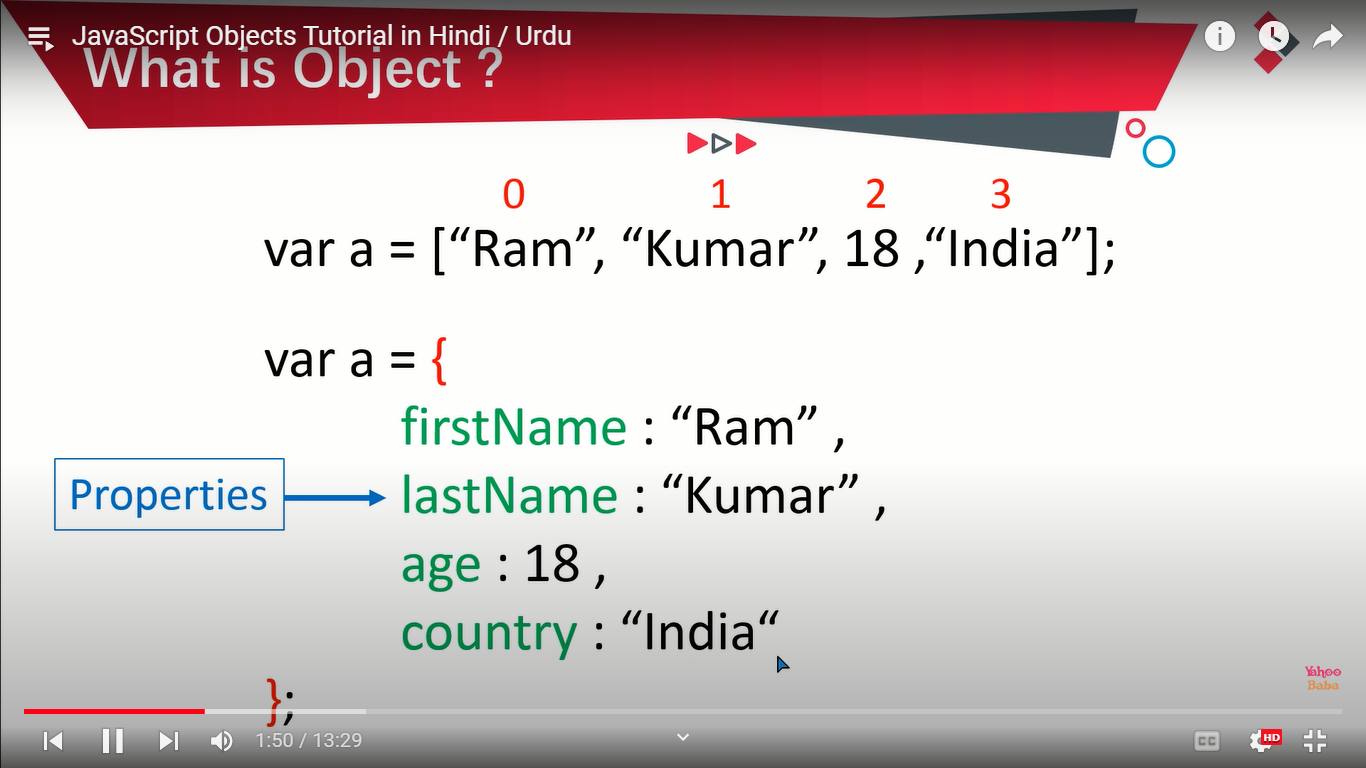 JavaScript Objects Tutorial in Hindi / Urdu
What is Object ?
0 1 2 3
var a = [“Ram”, “Kumar”, 18 ,“India”];
var a = {
firstName : “Ram” ,
Properties
lastName : “Kumar” ,
age : 18 ,
country : “India“
};
Yahoo
Baba
1:50 / 13:29
CC
HD